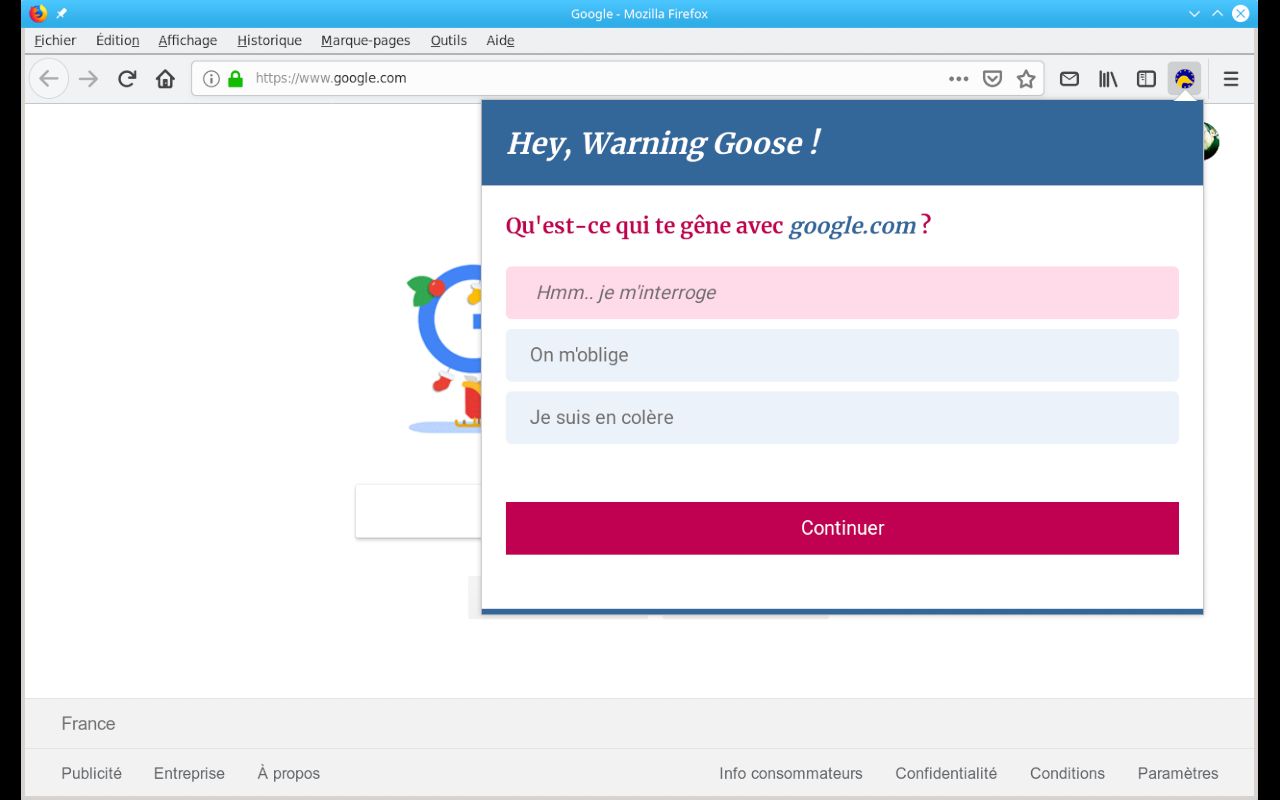 Google - Mozilla Firefox
Fichier Édition Affichage Historique Marque-pages Outils Aide
https://www.google.com
Hey, Warning Goose !
Qu'est-ce qui te gêne avec google.com ?
Hmm.. je m'interroge
On m'oblige
Je suis en colère
Continuer
France
Publicité Entreprise À propos Info consommateurs Confidentialité Conditions Paramètres